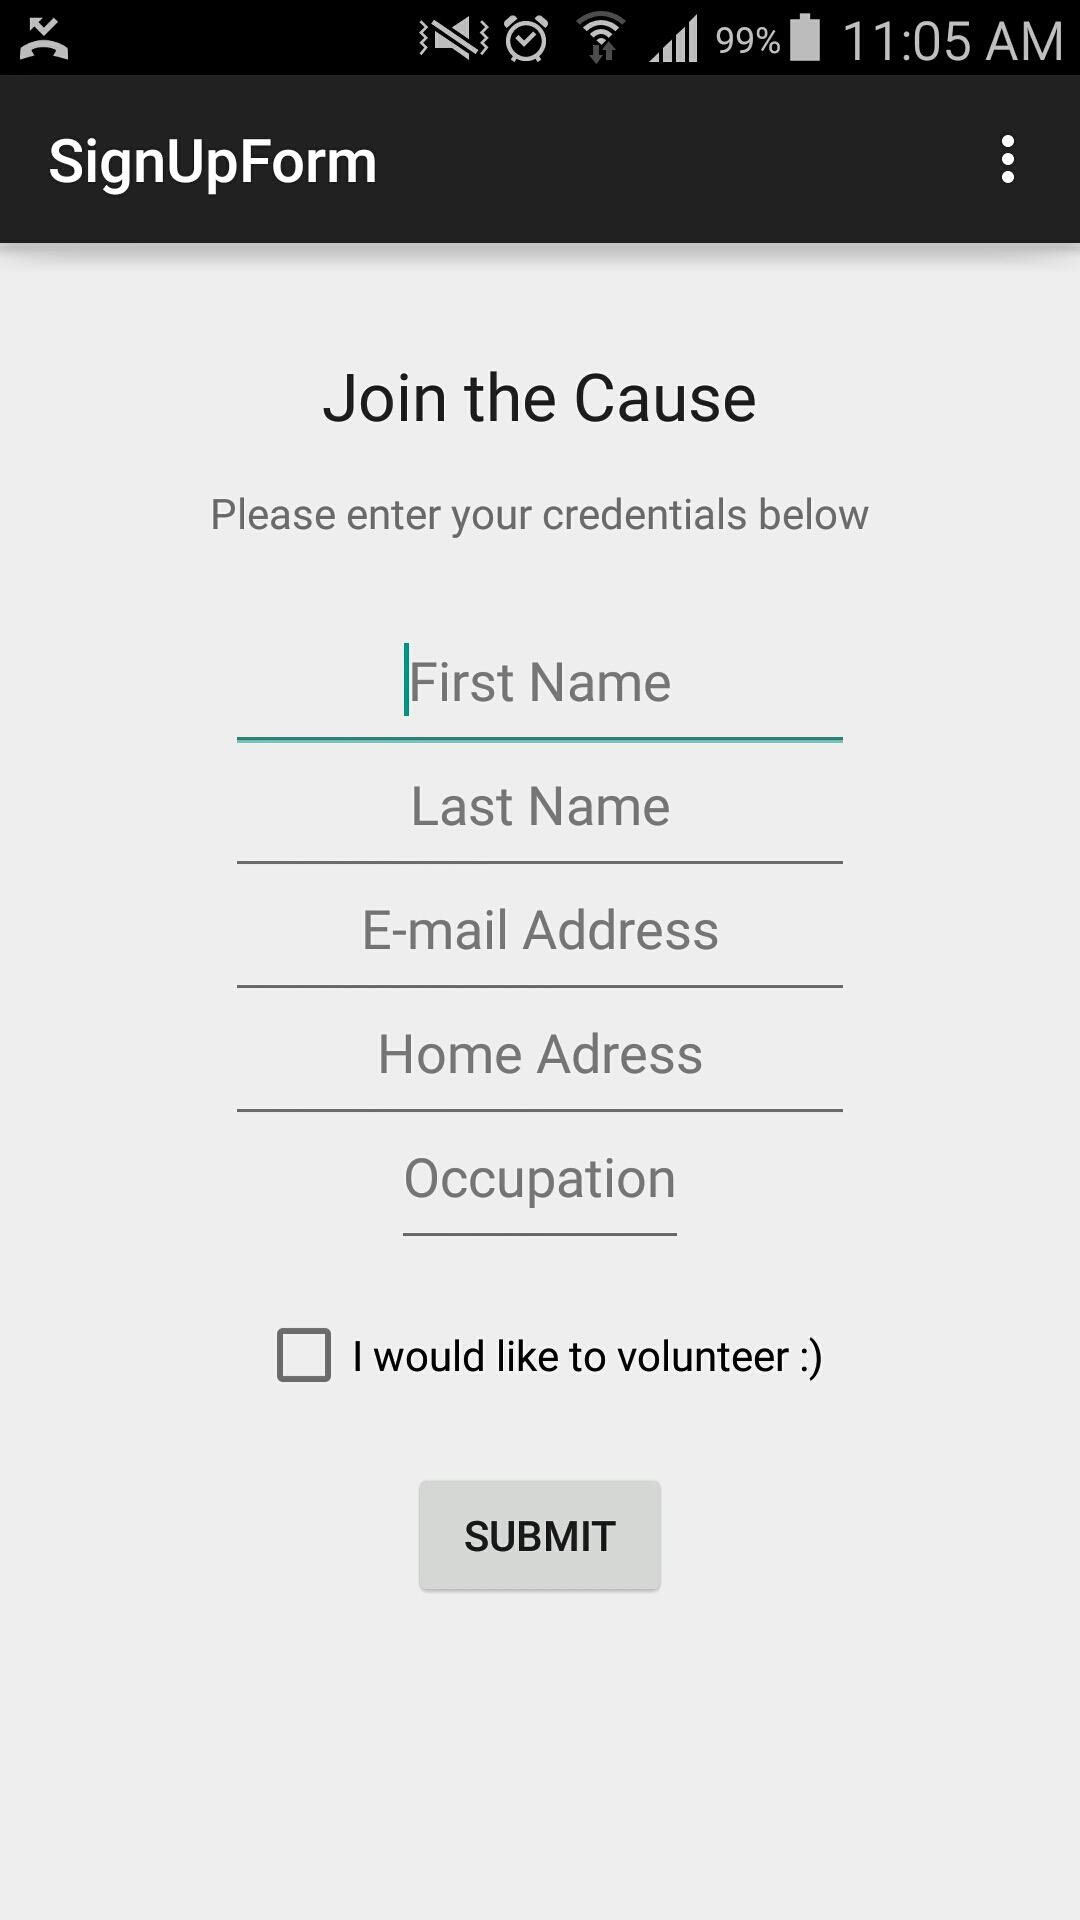 99% 11:05 AM
SignUpForm
Join the Cause
Please enter your credentials below
First Name
Last Name
E-mail Address
Home Adress
Occupation
I would like to volunteer :)
SUBMIT